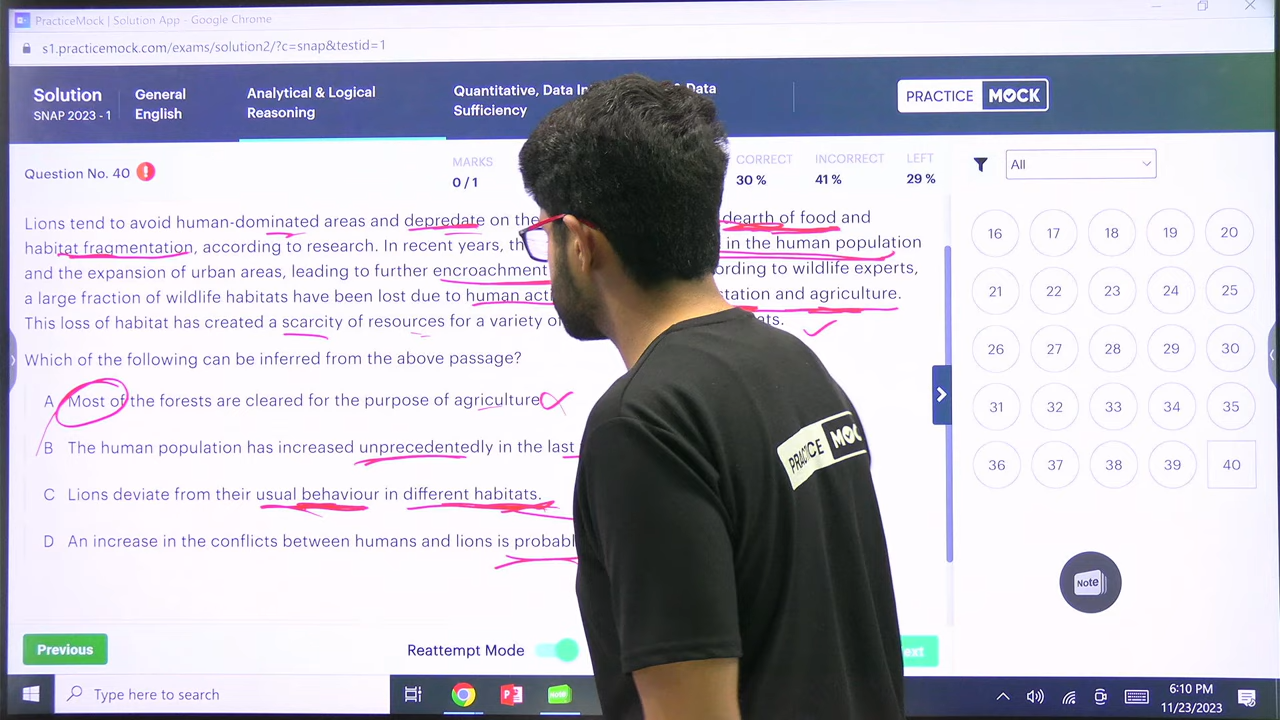 PracticeMock | Solution App - Google Chrome
s1.practicemock.com/exams/solution2/?c=snap&testid=1
Solution
SNAP 2023 - 1
General English
Analytical & Logical Reasoning
Quantitative, Data & Data Sufficiency
PRACTICE MOCK
Question No. 40
MARKS
0 / 1
CORRECT
30 %
INCORRECT
41 %
LEFT
29 %
All
Lions tend to avoid human-dominated areas and depredate on the dearth of food and
habitat fragmentation, according to research. In recent years, in the human population
and the expansion of urban areas, leading to further encroachment wildlife experts,
a large fraction of wildlife habitats have been lost due to human and agriculture.
This loss of habitat has created a scarcity of resources for a variety
Which of the following can be inferred from the above passage?
A Most of the forests are cleared for the purpose of agriculture
B The human population has increased unprecedentedly in the last
C Lions deviate from their usual behaviour in different habitats.
D An increase in the conflicts between humans and lions is
16 17 18 19 20
21 22 23 24 25
26 27 28 29 30
31 32 33 34 35
36 37 38 39 40
Note
PRACTICE
Previous
Reattempt Mode
Type here to search
6:10 PM
11/23/2023